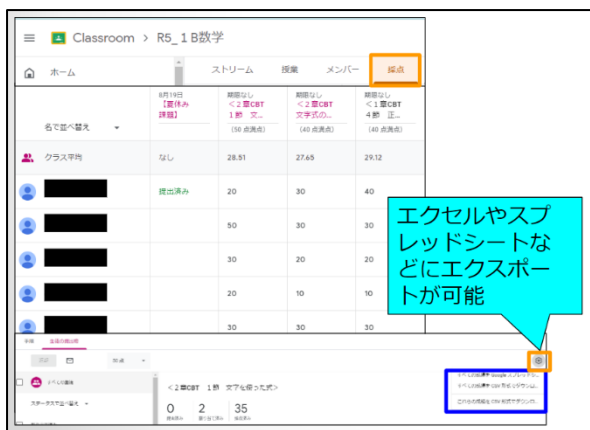 Classroom > R5_１B数学
ホーム
ストリーム 授業 メンバー 採点
名で並べ替え
8月19日
【夏休み
課題】
期限なし
＜２章CBT
１節 文…
(50 点満点)
期限なし
＜２章CBT
文字式の…
(40 点満点)
期限なし
＜１章CBT
４節 正…
(40 点満点)
クラス平均 なし 28.51 27.65 29.12
提出済み 20 30 40
50 30 30
30 20 20
20 10 10
30 30 30
エクセルやスプ
レッドシートな
どにエクスポー
トが可能
＜２章CBT １節 文字を使った式＞
0 2 35